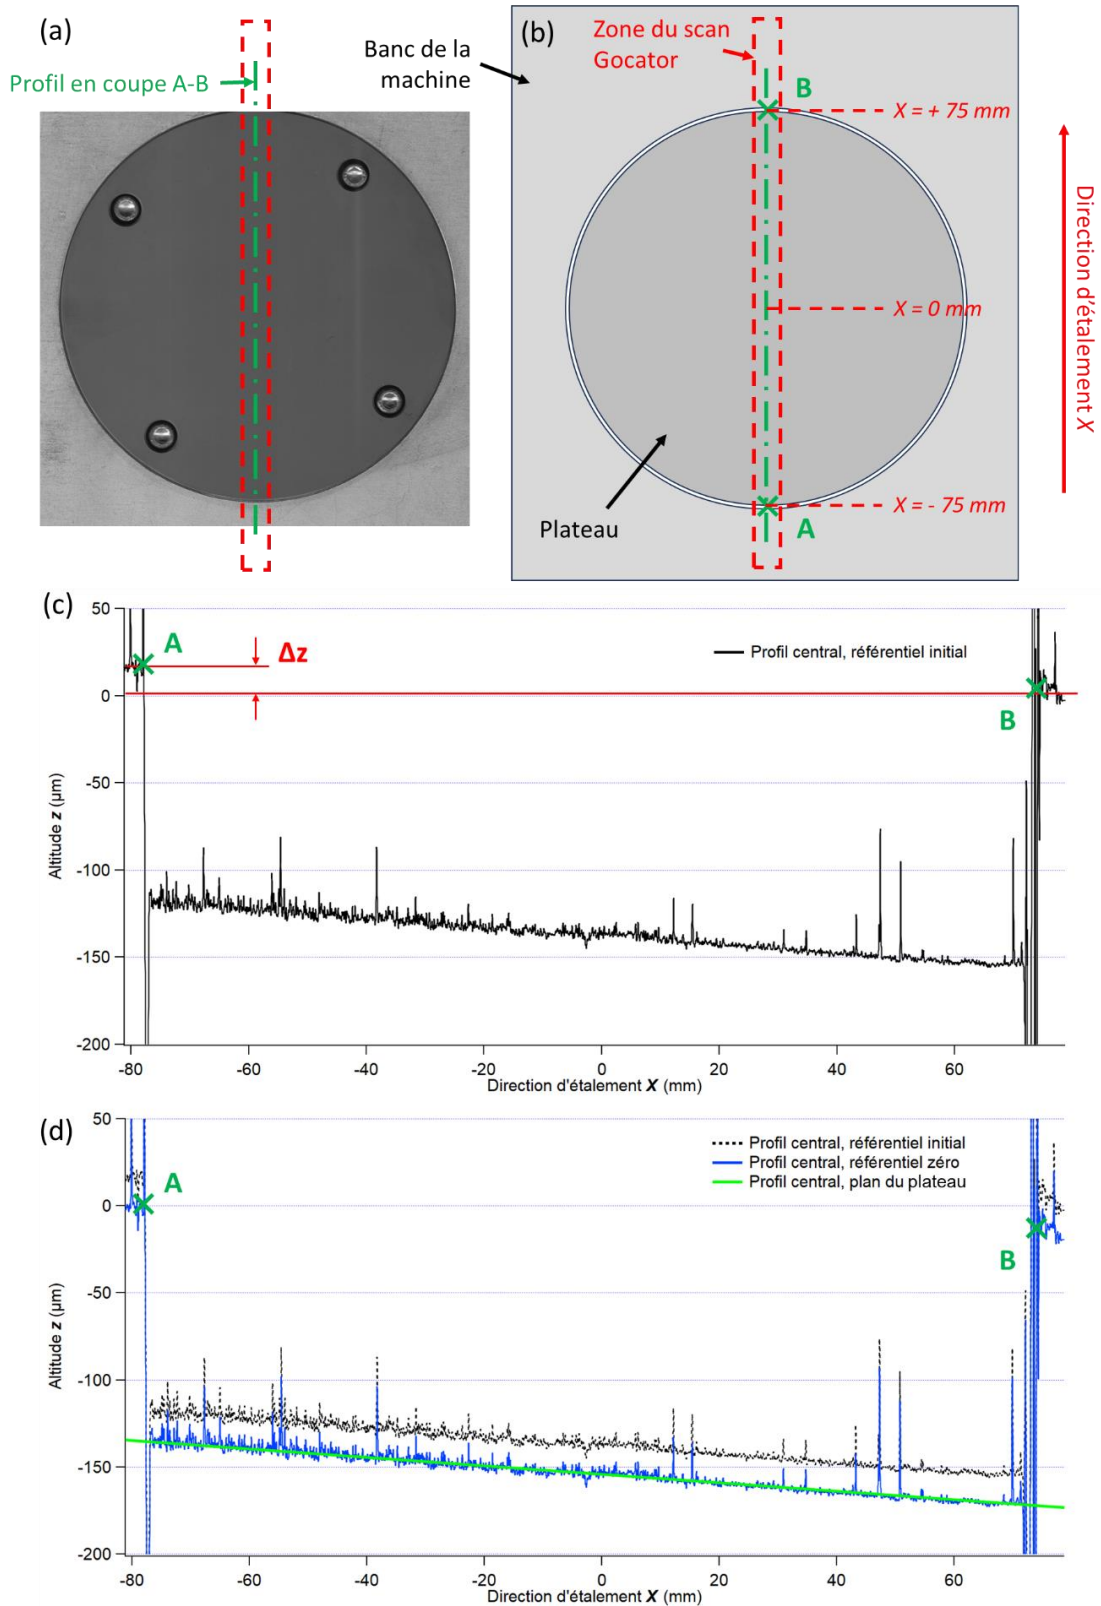 (a)
Profil en coupe A-B
Banc de la
machine
(b)
Zone du scan
Gocator
B
X = + 75 mm
X = 0 mm
X = - 75 mm
A
Plateau
Direction d'étalement X
(c)
50
0
-50
-100
-150
-200
Altitude z (µm)
A
Δz
Profil central, référentiel initial
B
-80
-60
-40
-20
0
20
40
60
Direction d'étalement X (mm)
(d)
50
0
-50
-100
-150
-200
Altitude z (µm)
A
Profil central, référentiel initial
Profil central, référentiel zéro
Profil central, plan du plateau
B
-80
-60
-40
-20
0
20
40
60
Direction d'étalement X (mm)